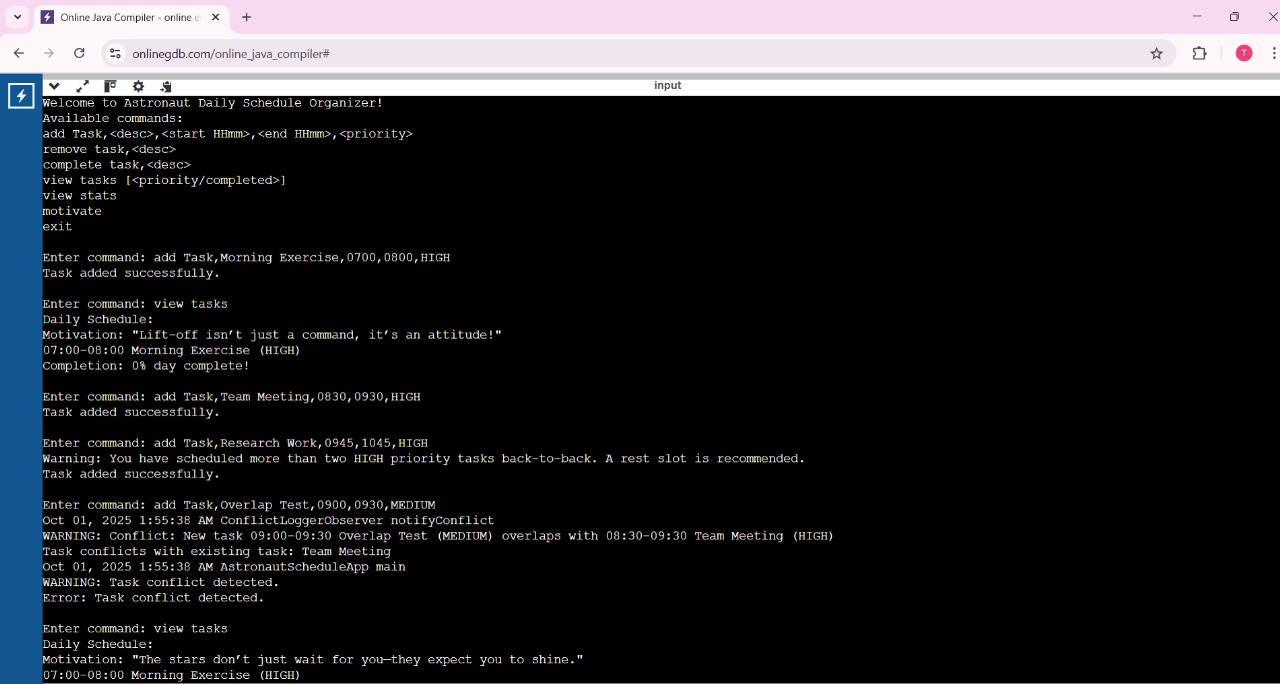 Online Java Compiler - online e
onlinegdb.com/online_java_compiler#
T
input
Welcome to Astronaut Daily Schedule Organizer!
Available commands:
add Task,<desc>,<start HHmm>,<end HHmm>,<priority>
remove task,<desc>
complete task,<desc>
view tasks [<priority/completed>]
view stats
motivate
exit
Enter command: add Task,Morning Exercise,0700,0800,HIGH
Task added successfully.
Enter command: view tasks
Daily Schedule:
Motivation: "Lift-off isn’t just a command, it’s an attitude!"
07:00-08:00 Morning Exercise (HIGH)
Completion: 0% day complete!
Enter command: add Task,Team Meeting,0830,0930,HIGH
Task added successfully.
Enter command: add Task,Research Work,0945,1045,HIGH
Warning: You have scheduled more than two HIGH priority tasks back-to-back. A rest slot is recommended.
Task added successfully.
Enter command: add Task,Overlap Test,0900,0930,MEDIUM
Oct 01, 2025 1:55:38 AM ConflictLoggerObserver notifyConflict
WARNING: Conflict: New task 09:00-09:30 Overlap Test (MEDIUM) overlaps with 08:30-09:30 Team Meeting (HIGH)
Task conflicts with existing task: Team Meeting
Oct 01, 2025 1:55:38 AM AstronautScheduleApp main
WARNING: Task conflict detected.
Error: Task conflict detected.
Enter command: view tasks
Daily Schedule:
Motivation: "The stars don’t just wait for you—they expect you to shine."
07:00-08:00 Morning Exercise (HIGH)